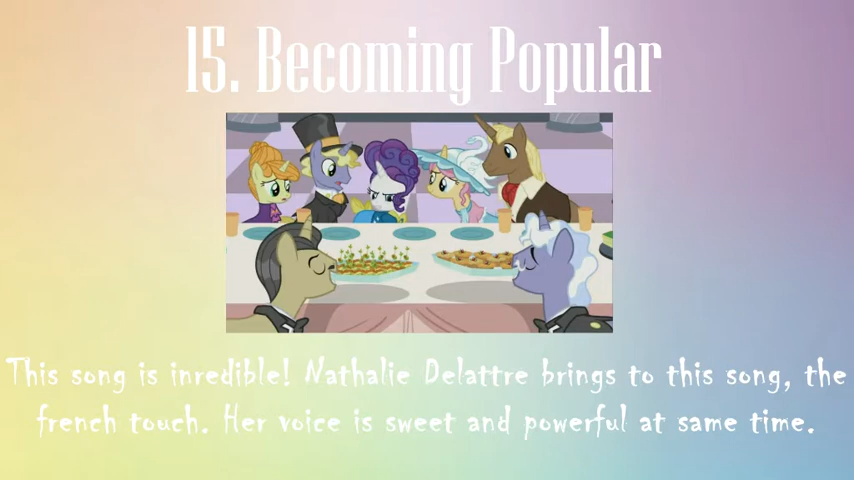 15. Becoming Popular
This song is inredible! Nathalie Delattre brings to this song, the
french touch. Her voice is sweet and powerful at same time.